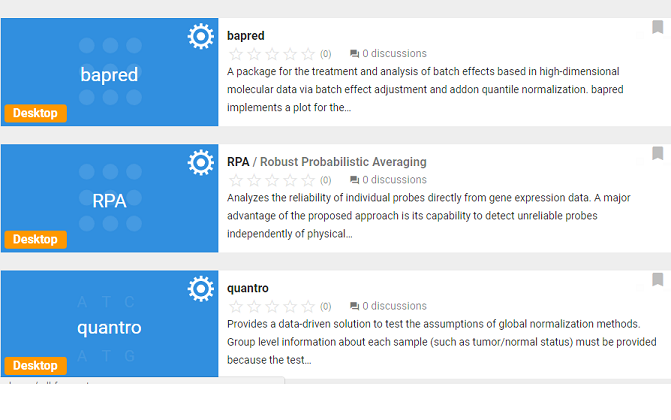 bapred
Desktop
bapred
(0) 0 discussions
A package for the treatment and analysis of batch effects based in high-dimensional
molecular data via batch effect adjustment and addon quantile normalization. bapred
implements a plot for the...
RPA
Desktop
RPA / Robust Probabilistic Averaging
(0) 0 discussions
Analyzes the reliability of individual probes directly from gene expression data. A major
advantage of the proposed approach is its capability to detect unreliable probes
independently of physical...
A T C
quantro
A T G
Desktop
quantro
(0) 0 discussions
Provides a data-driven solution to test the assumptions of global normalization methods.
Group level information about each sample (such as tumor/normal status) must be provided
because the test...